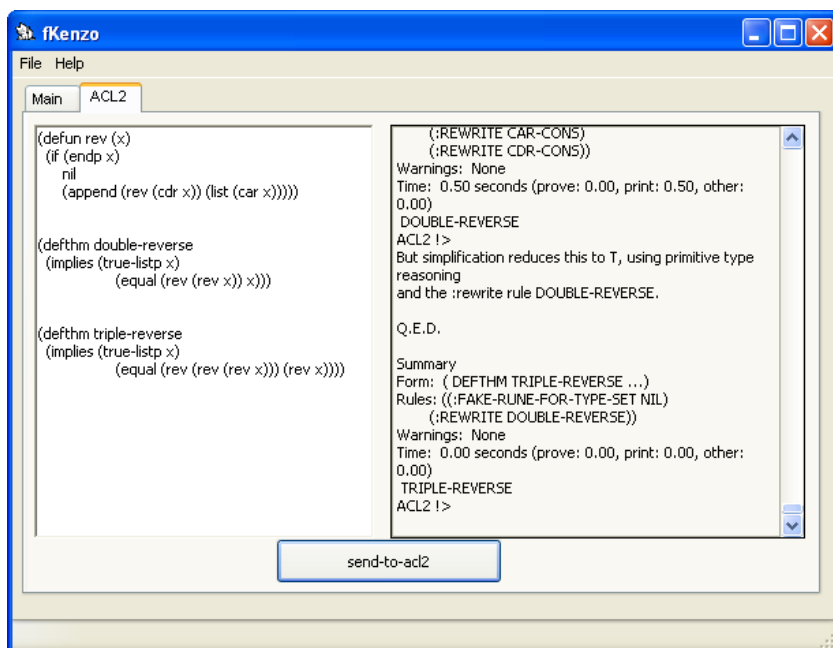 fKenzo
File Help
Main ACL2
(defun rev (x)
(if (endp x)
nil
(append (rev (cdr x)) (list (car x)))))
(defthm double-reverse
(implies (true-listp x)
(equal (rev (rev x)) x)))
(defthm triple-reverse
(implies (true-listp x)
(equal (rev (rev (rev x))) (rev x))))
(:REWRITE CAR-CONS)
(:REWRITE CDR-CONS))
Warnings: None
Time: 0.50 seconds (prove: 0.00, print: 0.50, other:
0.00)
DOUBLE-REVERSE
ACL2 !>
But simplification reduces this to T, using primitive type
reasoning
and the :rewrite rule DOUBLE-REVERSE.
Q.E.D.
Summary
Form: ( DEFTHM TRIPLE-REVERSE ...)
Rules: ((:FAKE-RUNE-FOR-TYPE-SET NIL)
(:REWRITE DOUBLE-REVERSE))
Warnings: None
Time: 0.00 seconds (prove: 0.00, print: 0.00, other:
0.00)
TRIPLE-REVERSE
ACL2 !>
send-to-acl2